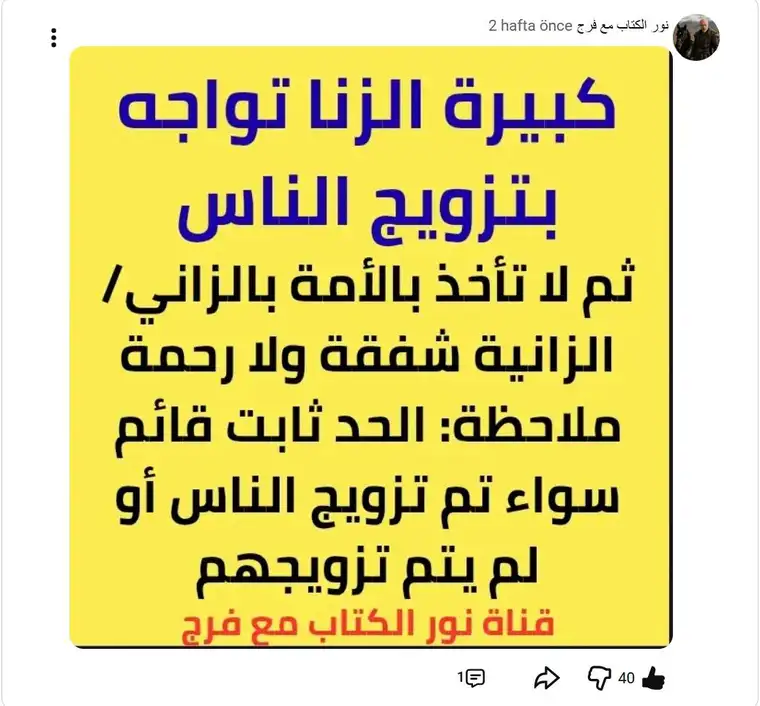 نور الكتاب مع فرج 2 hafta önce
كبيرة الزنا تواجه
بتزويج الناس
ثم لا تأخذ بالأمة بالزاني/
الزانية شفقة ولا رحمة
ملاحظة: الحد ثابت قائم
سواء تم تزويج الناس أو
لم يتم تزويجهم
قناة نور الكتاب مع فرج
40 1